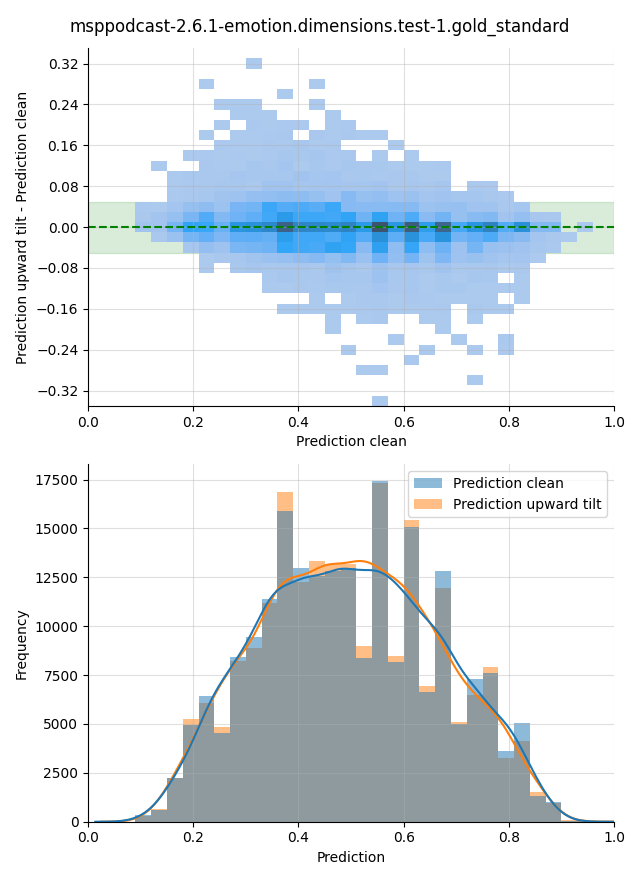 msppodcast-2.6.1-emotion.dimensions.test-1.gold_standard
0.32
0.24
0.16
0.08
0.00
−0.08
−0.16
−0.24
−0.32
Prediction upward tilt - Prediction clean
0.0 0.2 0.4 0.6 0.8 1.0
Prediction clean
17500
15000
12500
10000
7500
5000
2500
0
Frequency
Prediction clean
Prediction upward tilt
0.0 0.2 0.4 0.6 0.8 1.0
Prediction